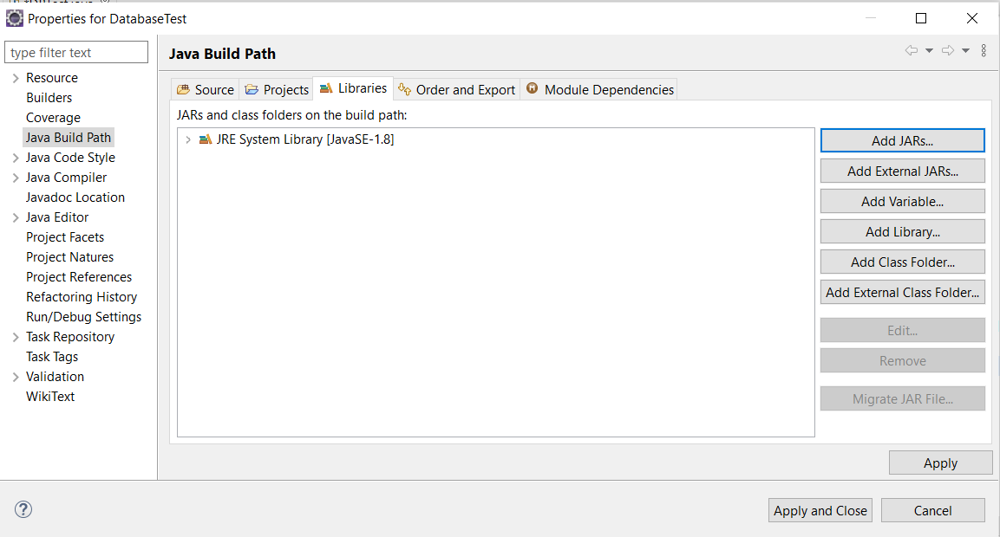 Properties for DatabaseTest
type filter text
Resource
Builders
Coverage
Java Build Path
Java Code Style
Java Compiler
Javadoc Location
Java Editor
Project Facets
Project Natures
Project References
Refactoring History
Run/Debug Settings
Task Repository
Task Tags
Validation
WikiText
Java Build Path
Source Projects Libraries Order and Export Module Dependencies
JARs and class folders on the build path:
JRE System Library [JavaSE-1.8]
Add JARs...
Add External JARs...
Add Variable...
Add Library...
Add Class Folder...
Add External Class Folder...
Edit...
Remove
Migrate JAR File...
Apply
Apply and Close Cancel